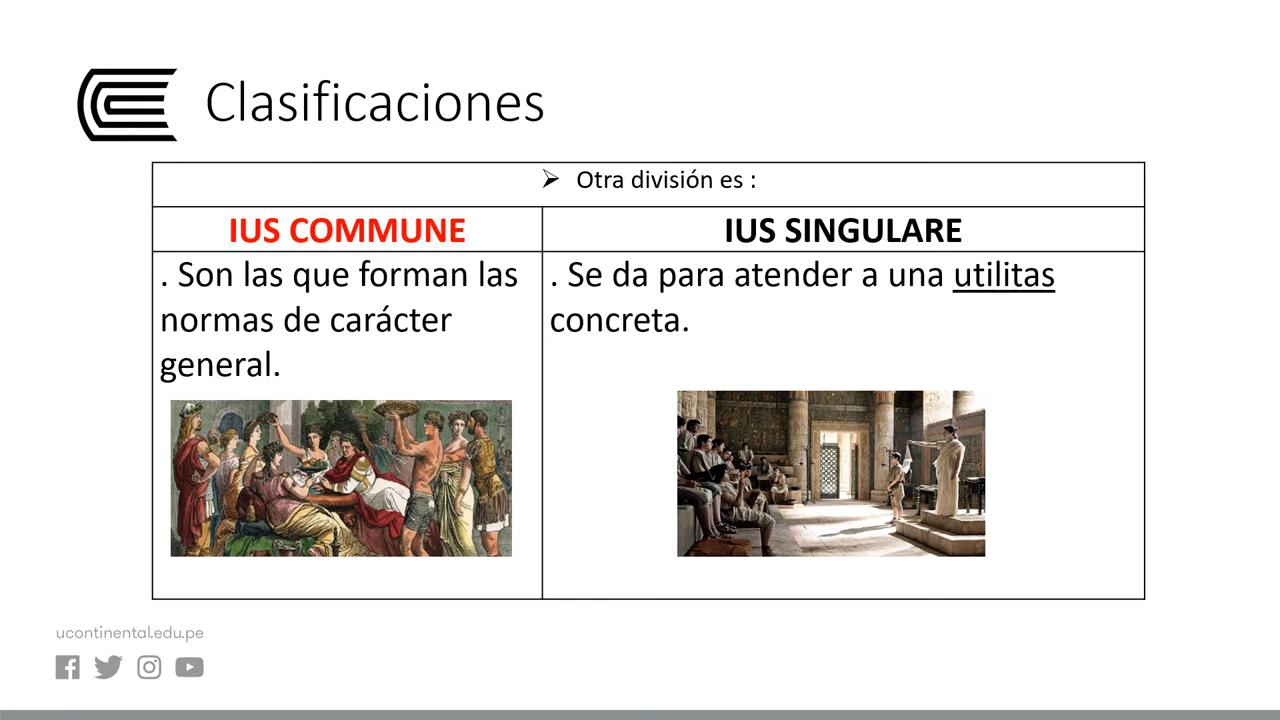 Clasificaciones
➢ Otra división es :
IUS COMMUNE
IUS SINGULARE
. Son las que forman las
normas de carácter
general.
. Se da para atender a una utilitas
concreta.
ucontinental.edu.pe